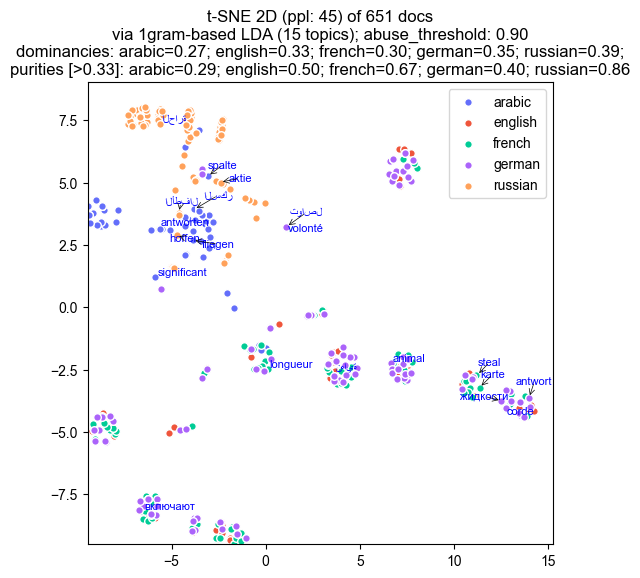 t-SNE 2D (ppl: 45) of 651 docs
via 1gram-based LDA (15 topics); abuse_threshold: 0.90
dominancies: arabic=0.27; english=0.33; french=0.30; german=0.35; russian=0.39;
purities [>0.33]: arabic=0.29; english=0.50; french=0.67; german=0.40; russian=0.86
arabic
english
french
german
russian
7.5
5.0
2.5
0.0
−2.5
−5.0
−7.5
spalte
aktie
antworten
hoffen
fragen
volonté
significant
longueur
animal
steal
karte
antwort
жидкости
corde
включают
−5
0
5
10
15